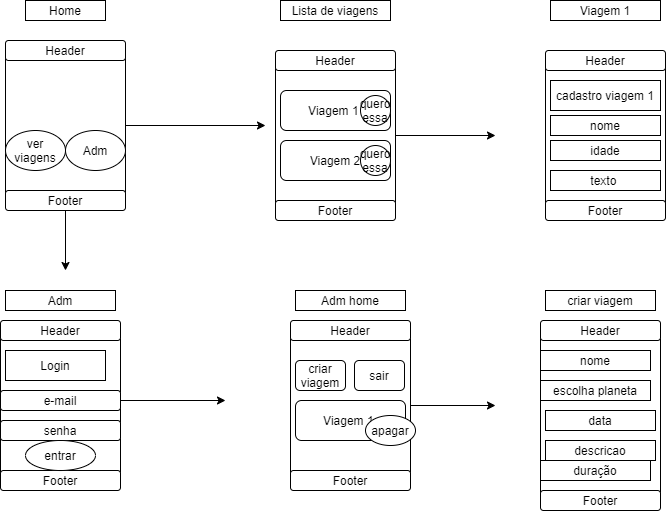 Home
Header
ver
viagens
Adm
Footer
Lista de viagens
Header
Viagem 1
quero
essa
Viagem 2
quero
essa
Footer
Viagem 1
Header
cadastro viagem 1
nome
idade
texto
Footer
Adm
Header
Login
e-mail
senha
entrar
Footer
Adm home
Header
criar
viagem
sair
Viagem 1
apagar
Footer
criar viagem
Header
nome
escolha planeta
data
descricao
duração
Footer